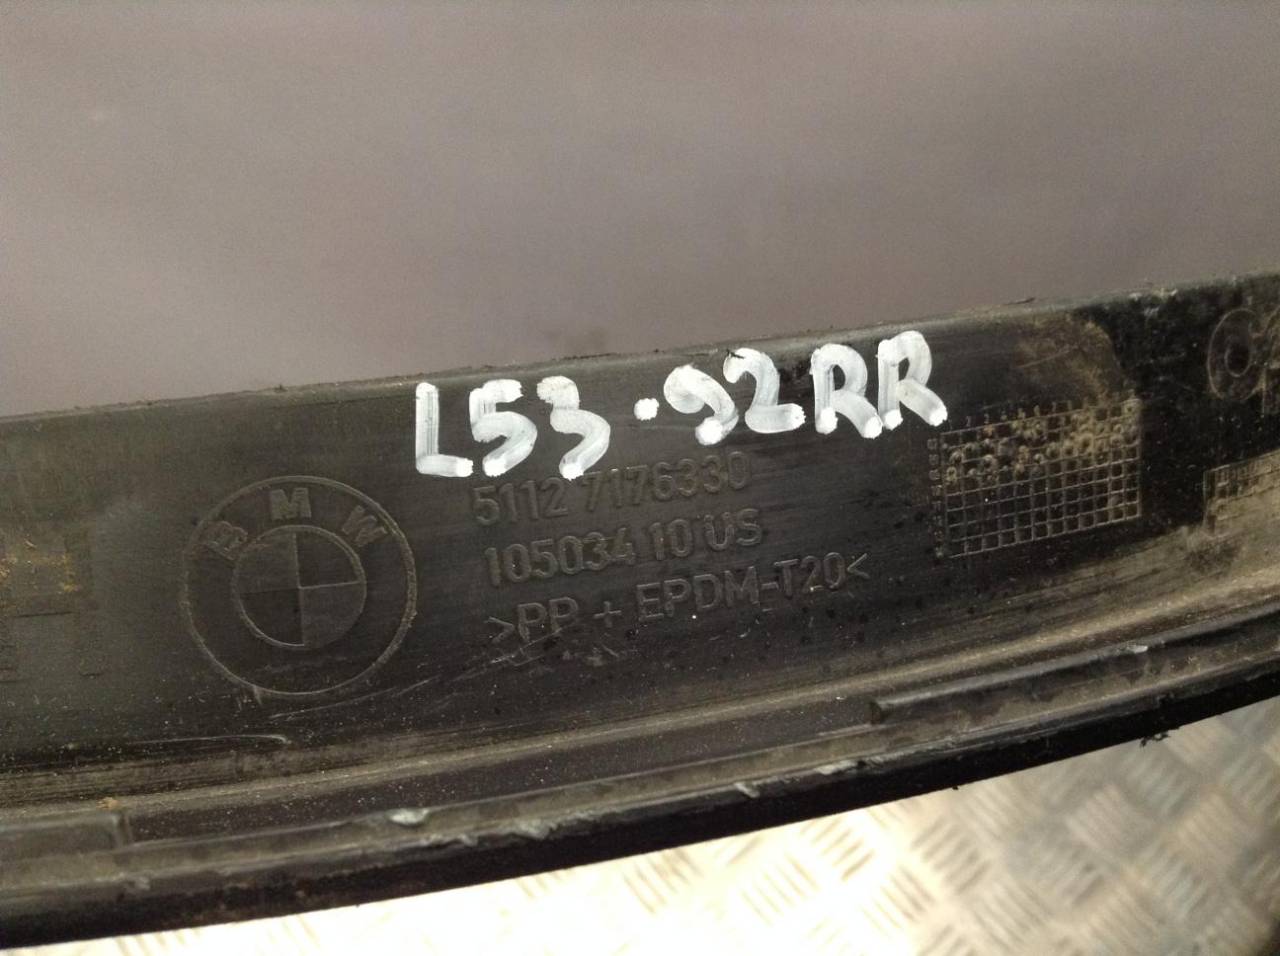 L53-92RR
BMW
5112 7176330
105034 10 US
>PP + EPDM-T20<